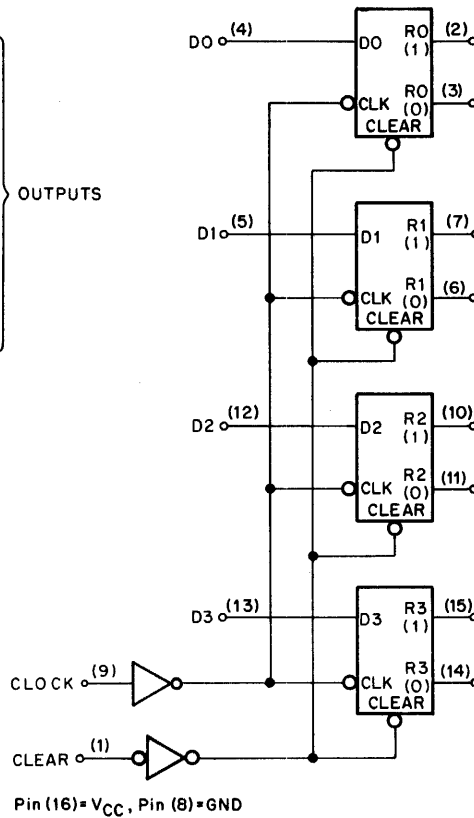 OUTPUTS
D0 (4) D0 R0 (1) (2)
CLK R0 (0) (3)
CLEAR
D1 (5) D1 R1 (1) (7)
CLK R1 (0) (6)
CLEAR
D2 (12) D2 R2 (1) (10)
CLK R2 (0) (11)
CLEAR
D3 (13) D3 R3 (1) (15)
CLOCK (9) CLK R3 (0) (14)
CLEAR
CLEAR (1)
Pin (16)=VCC, Pin (8)=GND